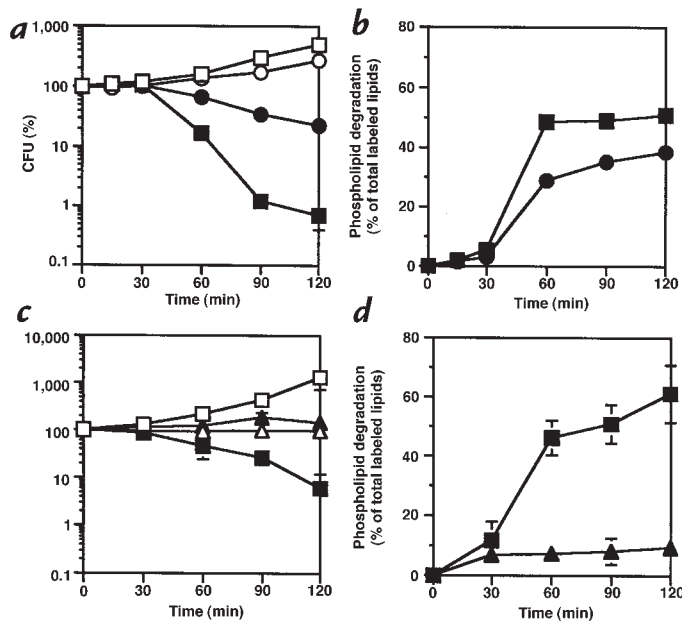 a
1,000
100
10
1
0.1
CFU (%)
0 30 60 90 120
Time (min)
b
80
60
40
20
0
Phospholipid degradation
(% of total labeled lipids)
0 30 60 90 120
Time (min)
c
10,000
1,000
100
100
10
1
0.1
0 30 60 90 120
Time (min)
d
80
60
40
20
0
Phospholipid degradation
(% of total labeled lipids)
0 30 60 90 120
Time (min)